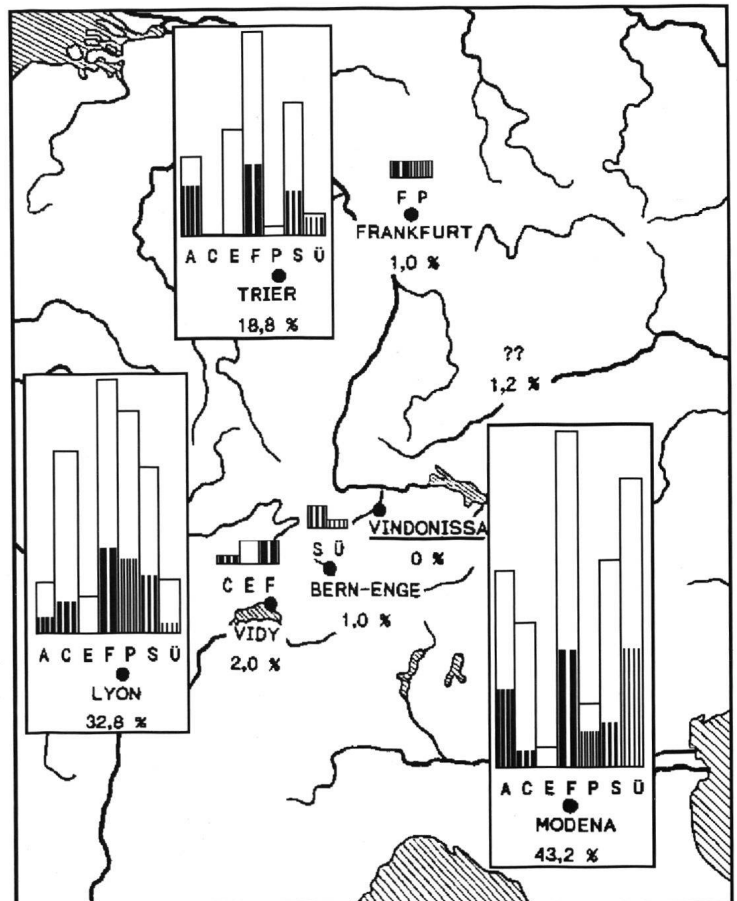 A C E F P S Ü
TRIER
18,8 %
F P
FRANKFURT
1,0 %
??
1,2 %
A C E F P S Ü
LYON
32,8 %
C E F
VIDY
2,0 %
S Ü
BERN-ENGE
1,0 %
VINDONISSA
0 %
A C E F P S Ü
MODENA
43,2 %